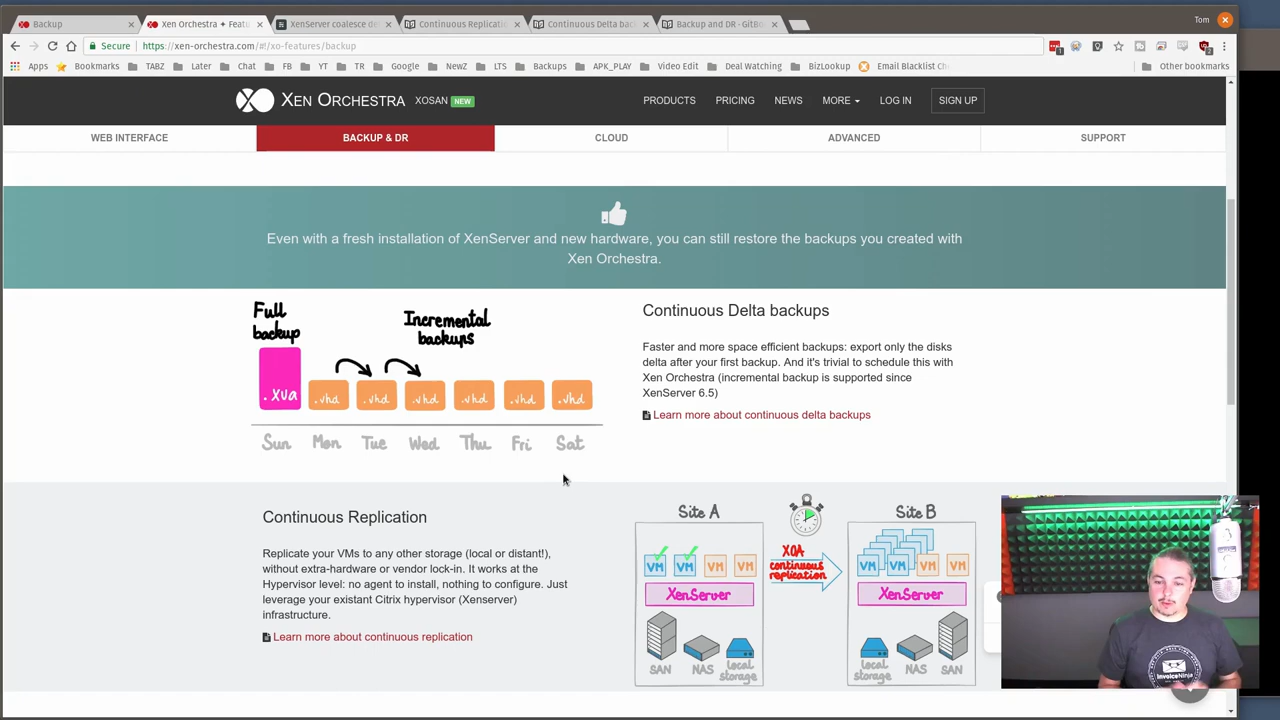 Backup
Xen Orchestra ✦ Featu
XenServer coalesce de
Continuous Replicatio
Continuous Delta bac
Backup and DR · GitBo
Tom
Secure
https://xen-orchestra.com/#!/xo-features/backup
Apps
Bookmarks
TABZ
Later
Chat
FB
YT
TR
Google
NewZ
LTS
Backups
APK_PLAY
Video Edit
Deal Watching
BizLookup
Email Blacklist Che
Other bookmarks
XEN ORCHESTRA
XOSAN NEW
PRODUCTS
PRICING
NEWS
MORE
LOG IN
SIGN UP
WEB INTERFACE
BACKUP & DR
CLOUD
ADVANCED
SUPPORT
Even with a fresh installation of XenServer and new hardware, you can still restore the backups you created with
Xen Orchestra.
Full
backup
Incremental
backups
.xva
.vhd
.vhd
.vhd
.vhd
.vhd
.vhd
Sun
Mon
Tue
Wed
Thu
Fri
Sat
Continuous Delta backups
Faster and more space efficient backups: export only the disks
delta after your first backup. And it's trivial to schedule this with
Xen Orchestra (incremental backup is supported since
XenServer 6.5)
Learn more about continuous delta backups
Continuous Replication
Replicate your VMs to any other storage (local or distant!),
without extra-hardware or vendor lock-in. It works at the
Hypervisor level: no agent to install, nothing to configure. Just
leverage your existant Citrix hypervisor (Xenserver)
infrastructure.
Learn more about continuous replication
Site A
VM
VM
VM
VM
XenServer
SAN
NAS
local
storage
XOA
continuous
replication
Site B
VM
VM
VM
VM
XenServer
local
storage
NAS
SAN
invoiceNinja